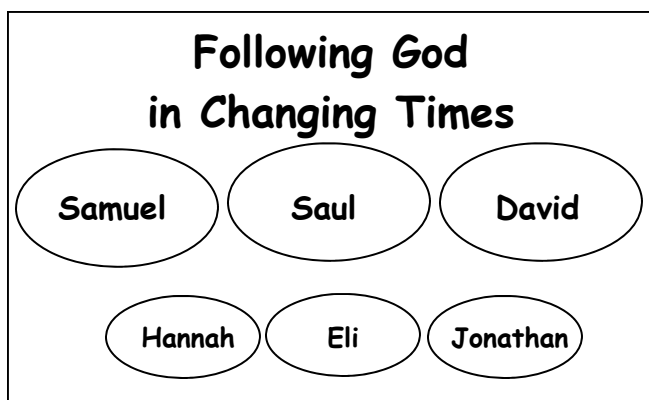 Following God
in Changing Times
Samuel Saul David
Hannah Eli Jonathan